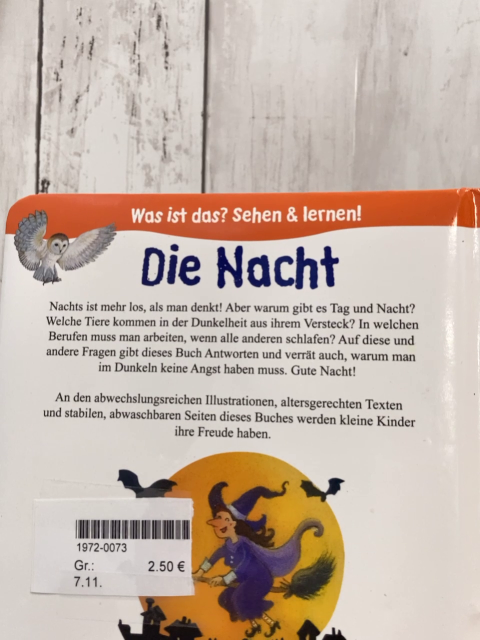 Was ist das? Sehen & lernen!
Die Nacht
Nachts ist mehr los, als man denkt! Aber warum gibt es Tag und Nacht?
Welche Tiere kommen in der Dunkelheit aus ihrem Versteck? In welchen
Berufen muss man arbeiten, wenn alle anderen schlafen? Auf diese und
andere Fragen gibt dieses Buch Antworten und verrät auch, warum man
im Dunkeln keine Angst haben muss. Gute Nacht!
An den abwechslungsreichen Illustrationen, altersgerechten Texten
und stabilen, abwaschbaren Seiten dieses Buches werden kleine Kinder
ihre Freude haben.
1972-0073
Gr.: 2.50 €
7.11.